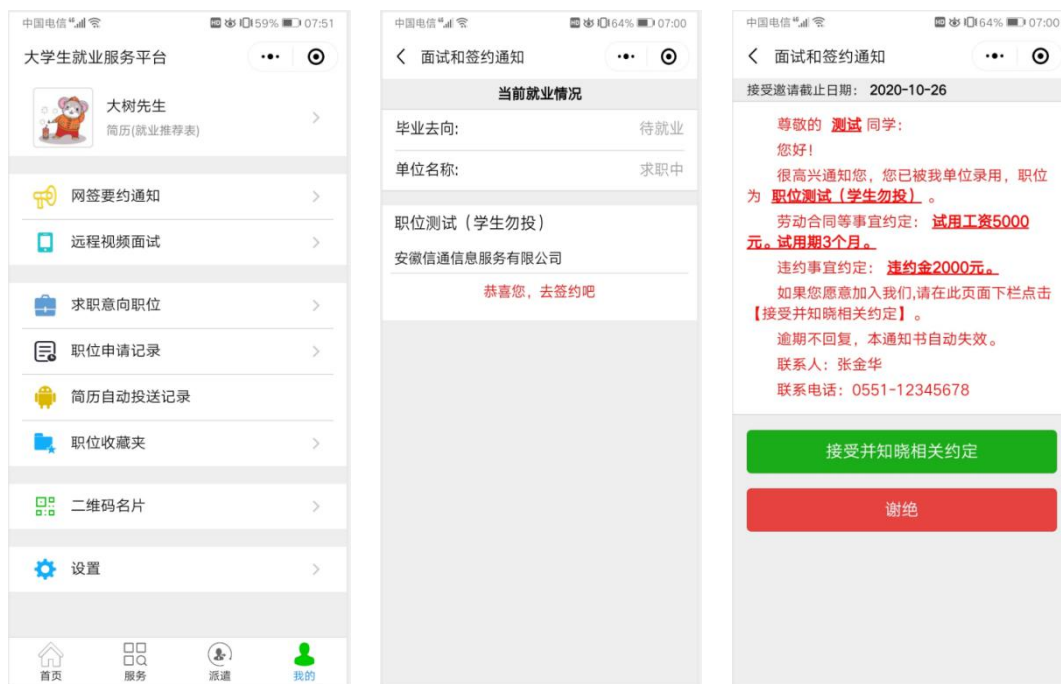 中国电信 59% 07:51
大学生就业服务平台
大树先生
简历(就业推荐表)
网签要约通知
远程视频面试
求职意向职位
职位申请记录
简历自动投送记录
职位收藏夹
二维码名片
设置
首页
服务
派遣
我的
中国电信 64% 07:00
面试和签约通知
当前就业情况
毕业去向: 待就业
单位名称: 求职中
职位测试（学生勿投）
安徽信通信息服务有限公司
恭喜您，去签约吧
中国电信 64% 07:00
面试和签约通知
接受邀请截止日期： 2020-10-26
尊敬的 测试 同学：
您好！
很高兴通知您，您已被我单位录用，职位
为 职位测试（学生勿投） 。
劳动合同等事宜约定： 试用工资5000
元。试用期3个月。
违约事宜约定： 违约金2000元。
如果您愿意加入我们,请在此页面下栏点击
【接受并知晓相关约定】。
逾期不回复，本通知书自动失效。
联系人：张金华
联系电话：0551-12345678
接受并知晓相关约定
谢绝